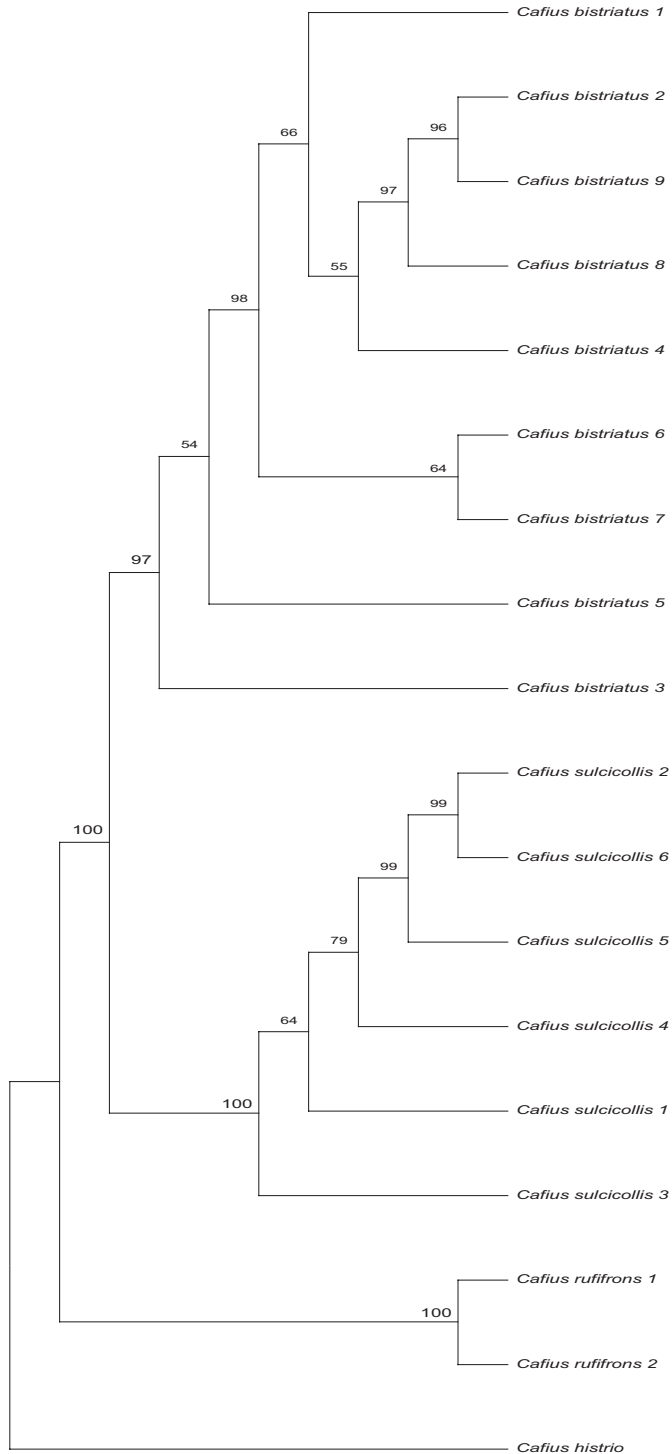 Cafius bistriatus 1
Cafius bistriatus 2
96
66
Cafius bistriatus 9
97
Cafius bistriatus 8
55
98
Cafius bistriatus 4
Cafius bistriatus 6
54
64
Cafius bistriatus 7
97
Cafius bistriatus 5
Cafius bistriatus 3
Cafius sulcicollis 2
99
100
Cafius sulcicollis 6
99
Cafius sulcicollis 5
79
Cafius sulcicollis 4
64
100
Cafius sulcicollis 1
Cafius sulcicollis 3
Cafius rufifrons 1
100
Cafius rufifrons 2
Cafius histrio